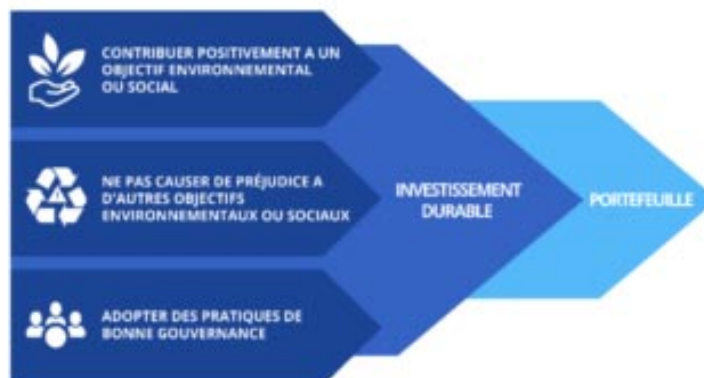 CONTRIBUER POSITIVEMENT A UN
OBJECTIF ENVIRONNEMENTAL
OU SOCIAL
NE PAS CAUSER DE PRÉJUDICE A
D'AUTRES OBJECTIFS
ENVIRONNEMENTAUX OU SOCIAUX
ADOPTER DES PRATIQUES DE
BONNE GOUVERNANCE
INVESTISSEMENT
DURABLE
PORTEFEUILLE